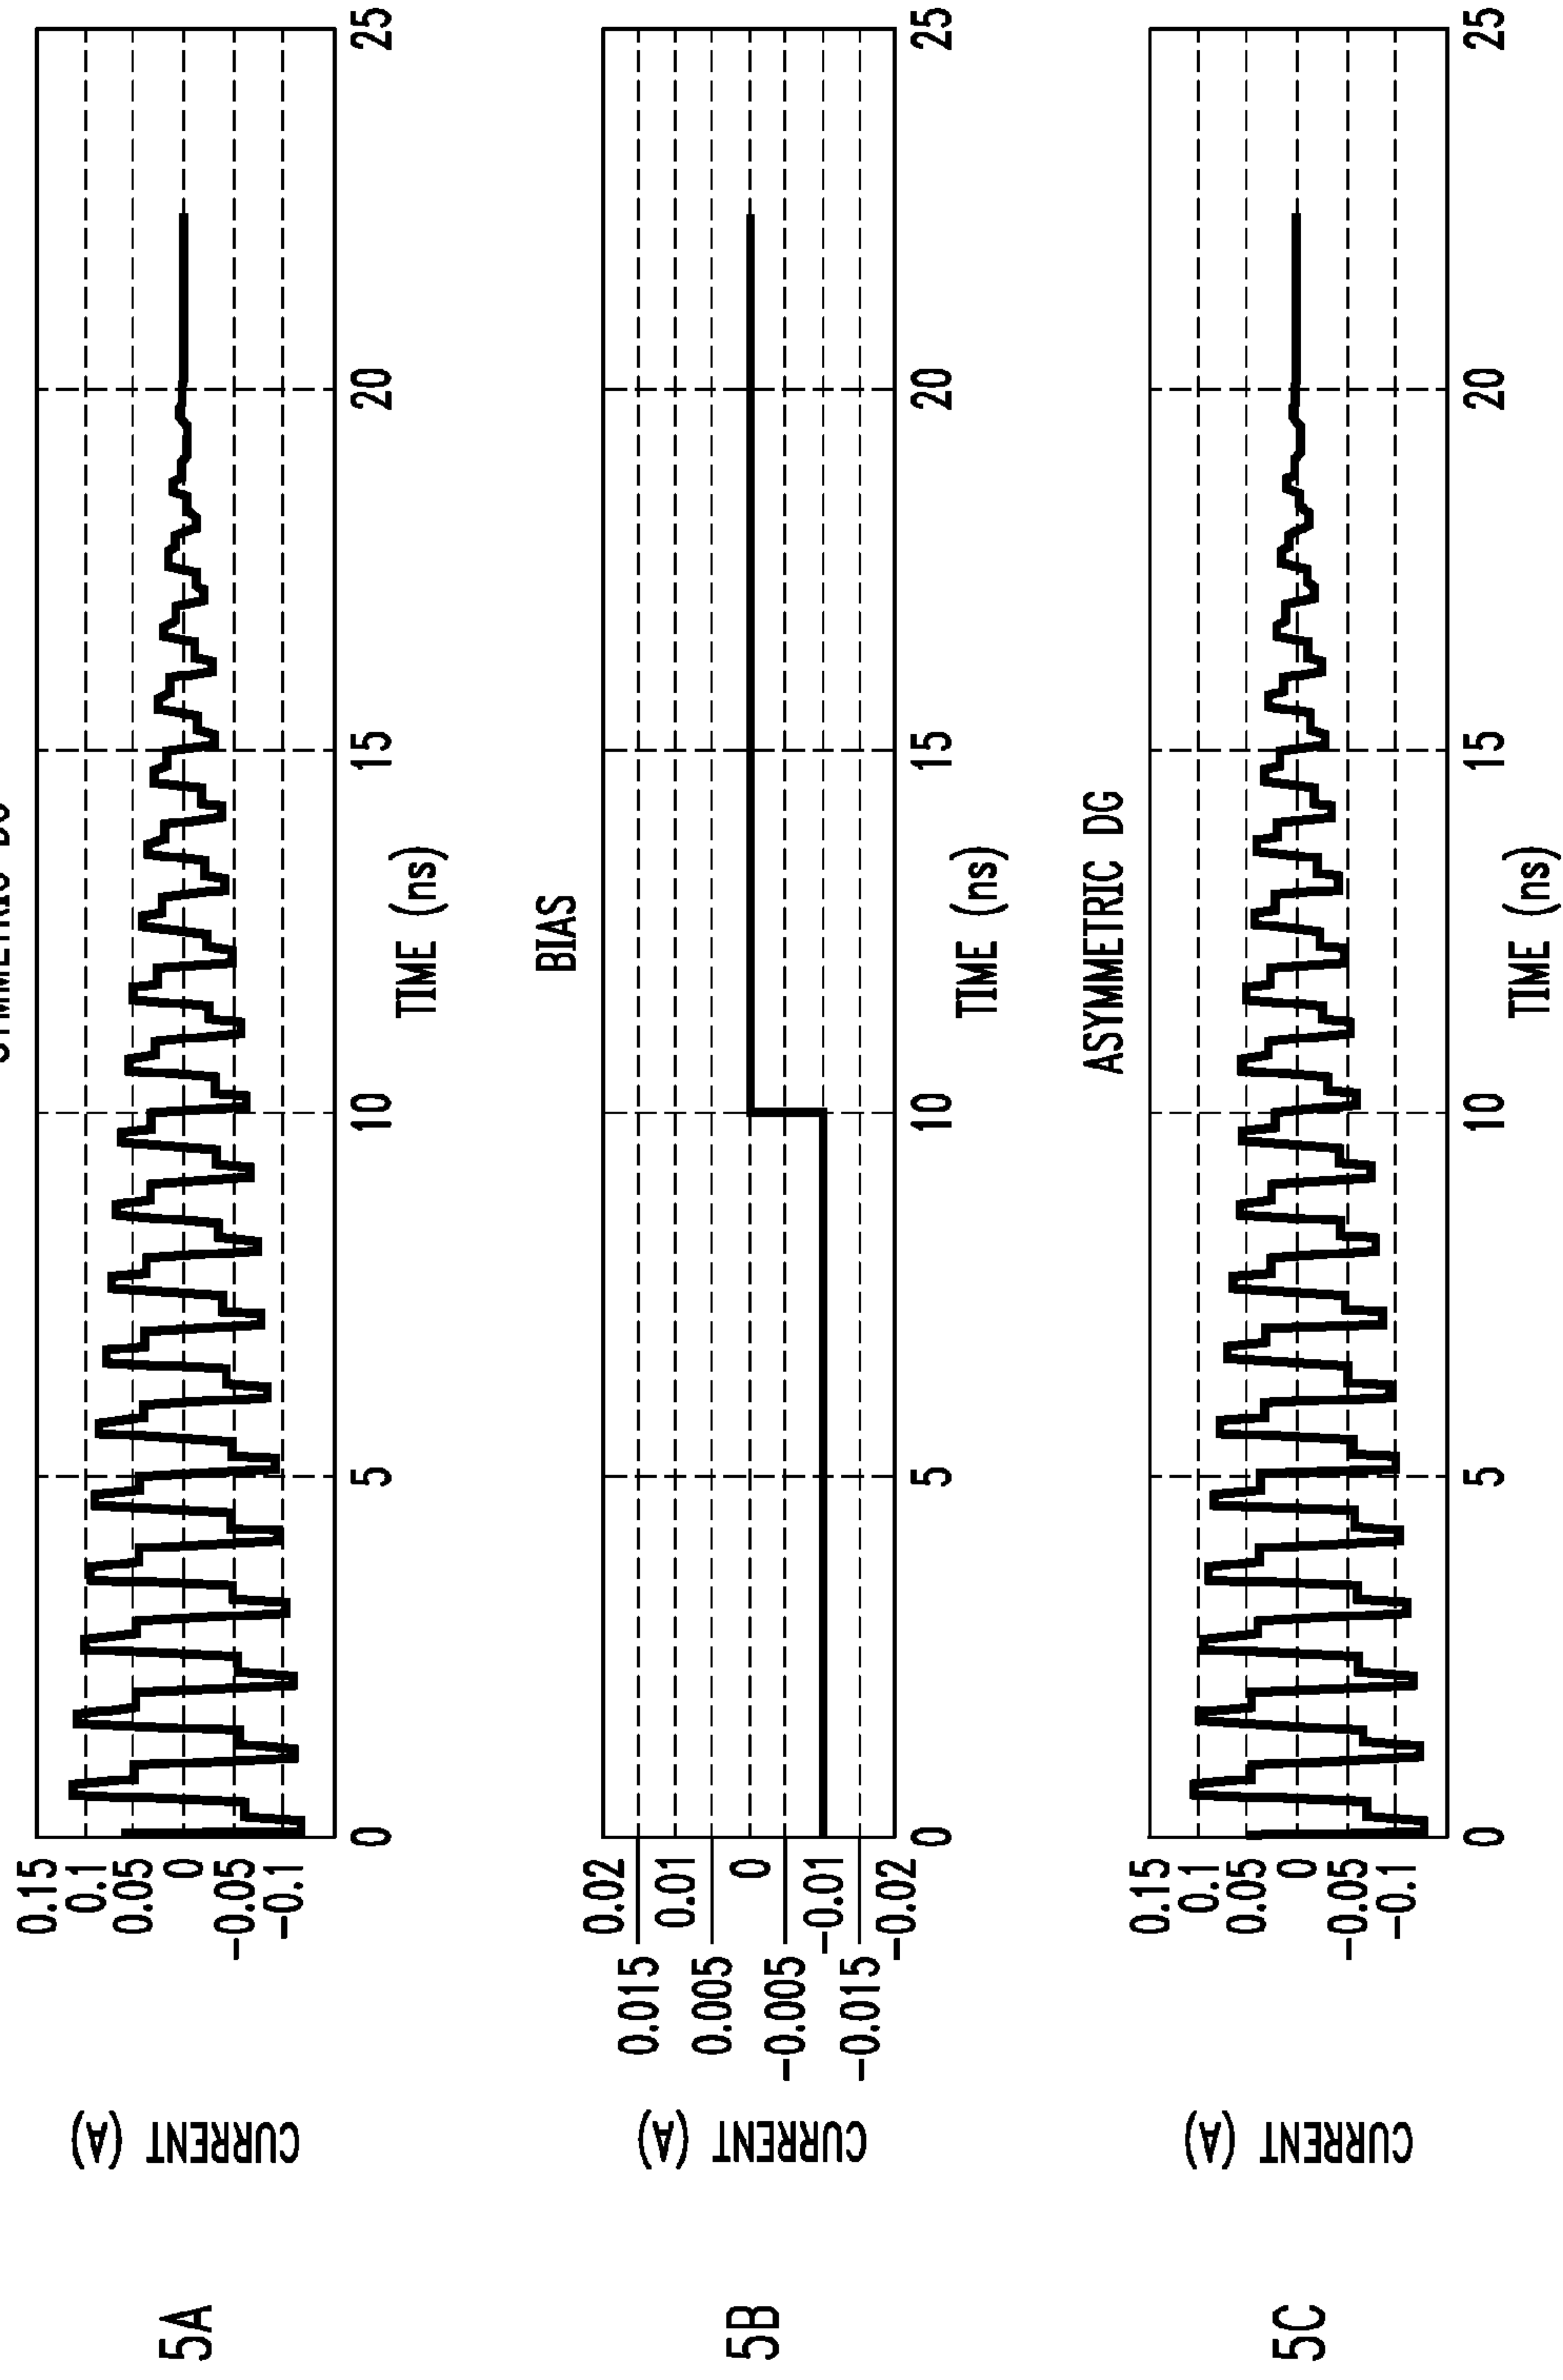 5A
CURRENT (A)
0.15
0.1
0.05
0
-0.05
-0.1
0 5 10 15 20 25
TIME (ns)
BIAS
5B
CURRENT (A)
0.02
0.015
0.01
0.005
0
-0.005
-0.01
-0.015
-0.02
0 5 10 15 20 25
TIME (ns)
ASYMMETRIC DG
5C
CURRENT (A)
0.15
0.1
0.05
0
-0.05
-0.1
0 5 10 15 20 25
TIME (ns)